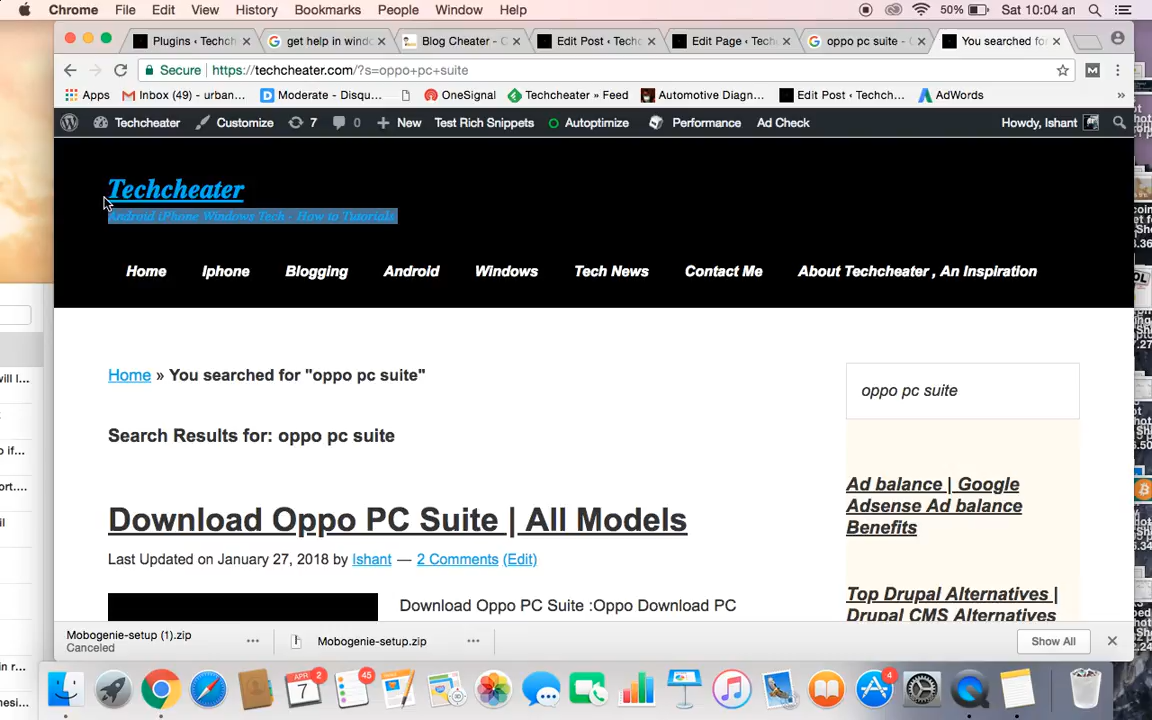 Chrome File Edit View History Bookmarks People Window Help 50% Sat 10:04 an
Plugins ‹ Techch get help in windo Blog Cheater - C Edit Post ‹ Techc Edit Page ‹ Techc oppo pc suite - G You searched fo
Secure https://techcheater.com/?s=oppo+pc+suite
Apps Inbox (49) - urban... Moderate - Disqu... OneSignal Techcheater » Feed Automotive Diagn... Edit Post ‹ Techch... AdWords »
Techcheater Customize 7 0 New Test Rich Snippets Autoptimize Performance Ad Check Howdy, Ishant
Techcheater
Android iPhone Windows Tech - How to Tutorials
Home Iphone Blogging Android Windows Tech News Contact Me About Techcheater , An Inspiration
Home » You searched for "oppo pc suite"
oppo pc suite
Search Results for: oppo pc suite
Ad balance | Google
Adsense Ad balance
Benefits
Download Oppo PC Suite | All Models
Last Updated on January 27, 2018 by Ishant — 2 Comments (Edit)
Top Drupal Alternatives |
Drupal CMS Alternatives
Download Oppo PC Suite :Oppo Download PC
Mobogenie-setup (1).zip
Canceled
Mobogenie-setup.zip
Show All
APR
7
2
45
4